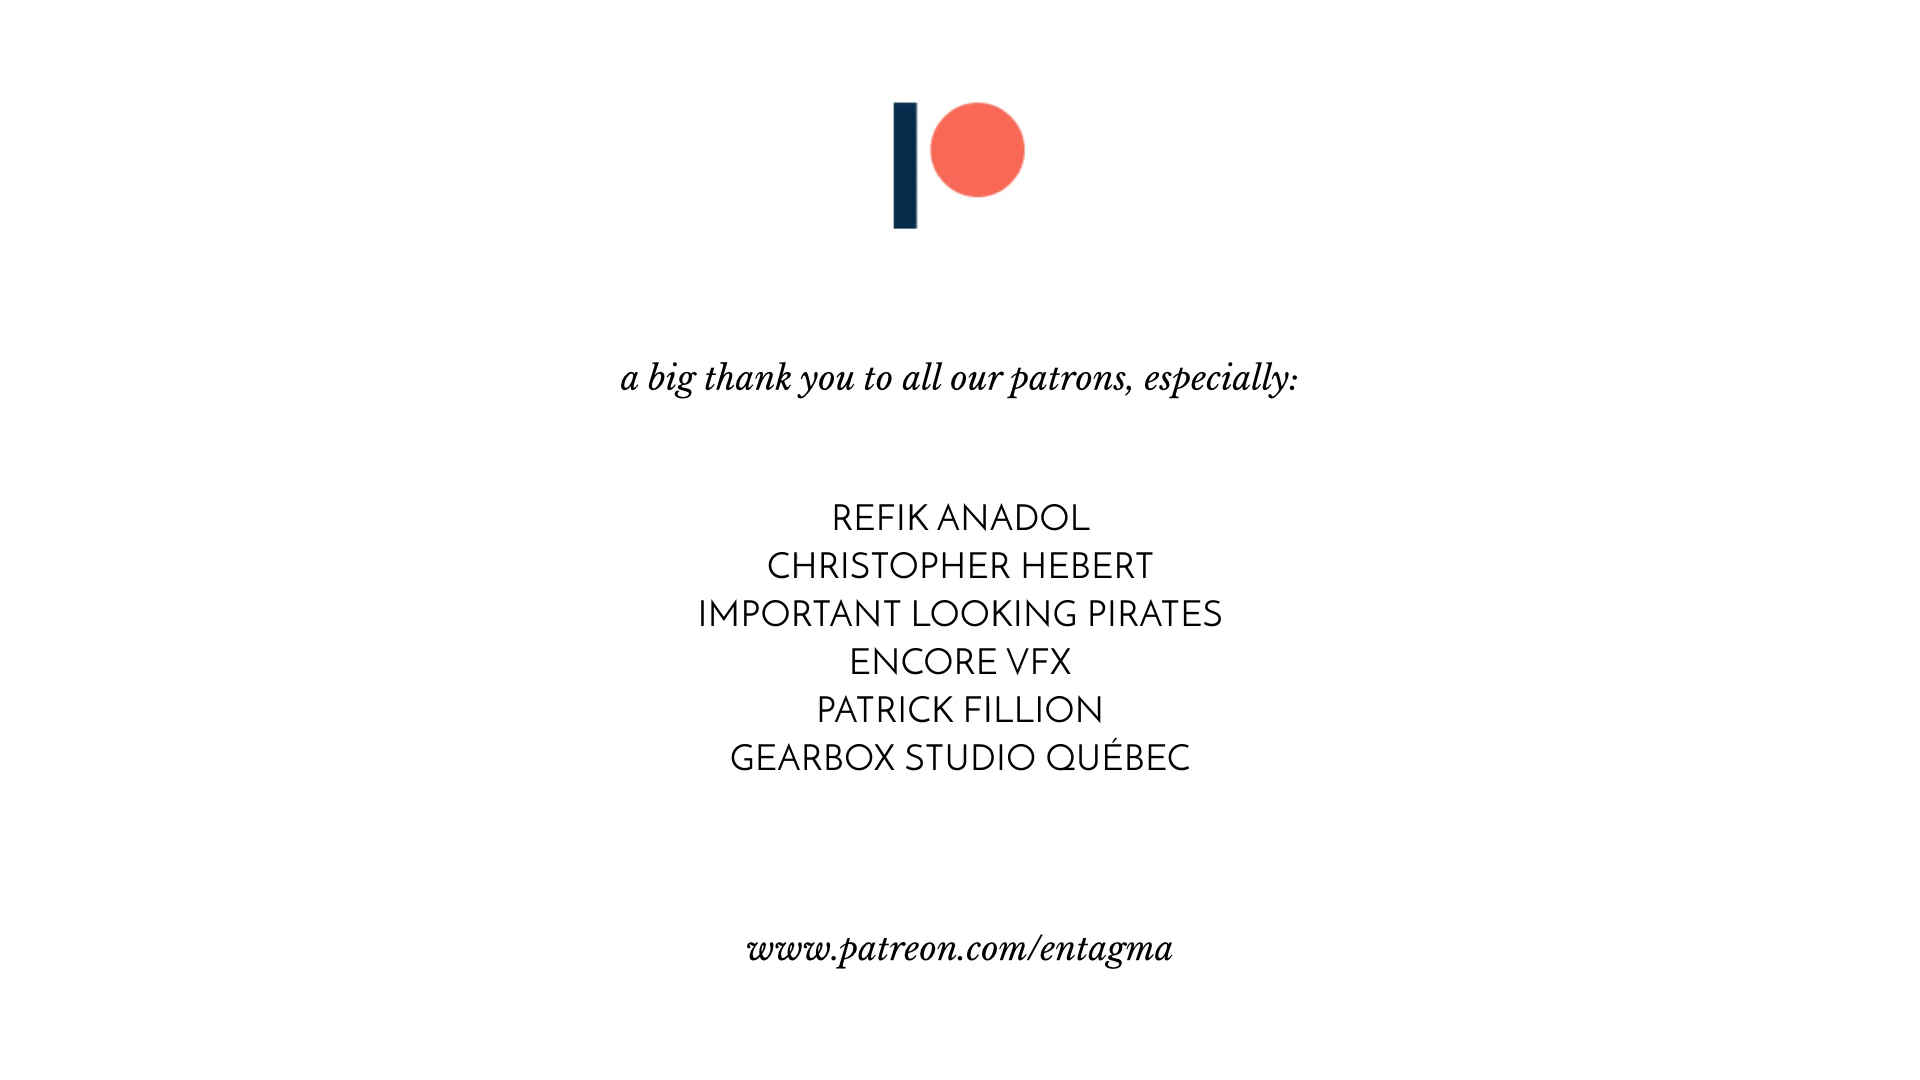 a big thank you to all our patrons, especially:
REFIK ANADOL
CHRISTOPHER HEBERT
IMPORTANT LOOKING PIRATES
ENCORE VFX
PATRICK FILLION
GEARBOX STUDIO QUÉBEC
www.patreon.com/entagma